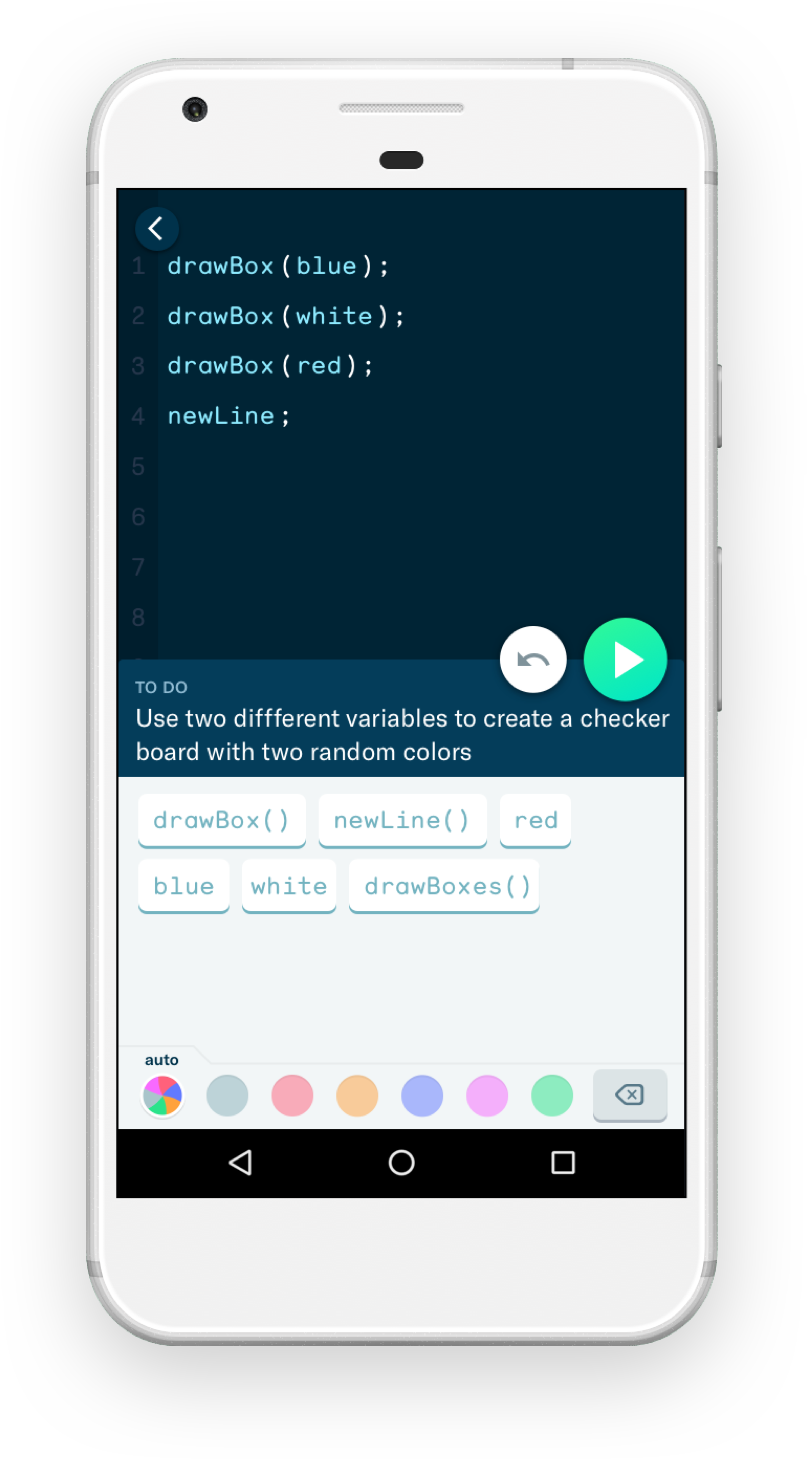 1 drawBox(blue);
2 drawBox(white);
3 drawBox(red);
4 newLine;
5
6
7
8
TO DO
Use two diffferent variables to create a checker
board with two random colors
drawBox() newLine() red
blue white drawBoxes()
auto